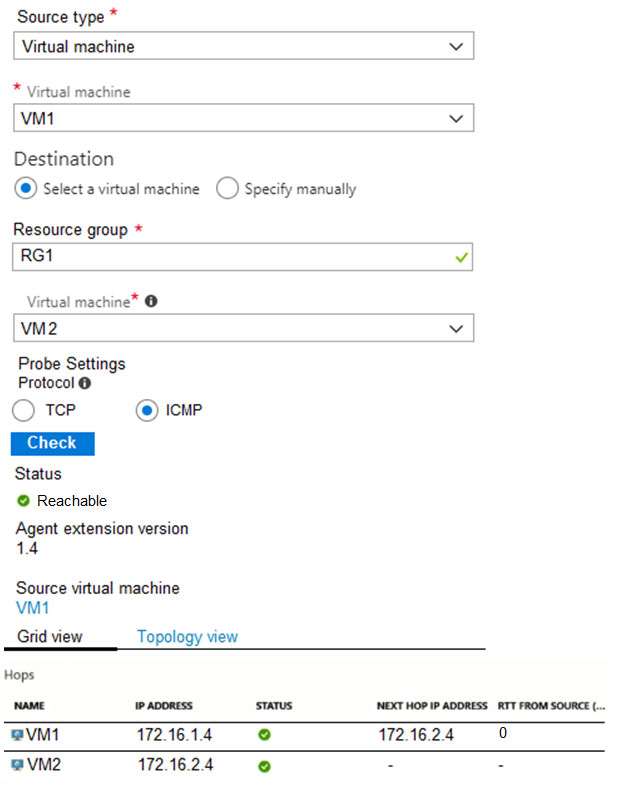 Source type *
Virtual machine
* Virtual machine
VM1
Destination
Select a virtual machine Specify manually
Resource group *
RG1
Virtual machine*
VM2
Probe Settings
Protocol
TCP ICMP
Check
Status
Reachable
Agent extension version
1.4
Source virtual machine
VM1
Grid view Topology view
Hops
NAME IP ADDRESS STATUS NEXT HOP IP ADDRESS RTT FROM SOURCE (...
VM1 172.16.1.4 172.16.2.4 0
VM2 172.16.2.4 - -